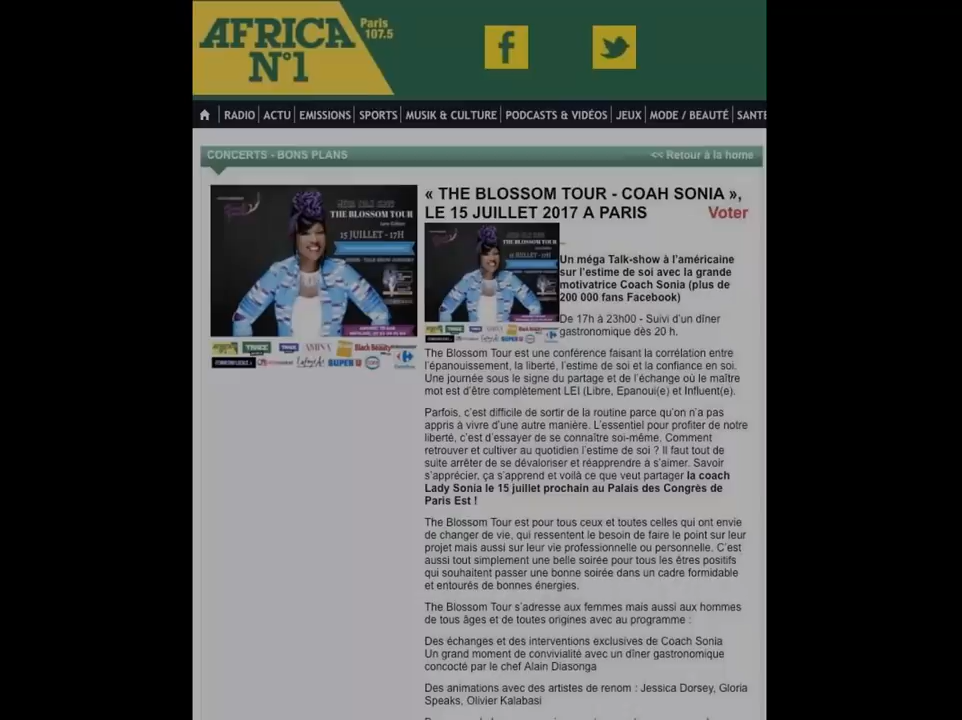 AFRICA
N°1
Paris
107.5
RADIO
ACTU
EMISSIONS
SPORTS
MUSIK & CULTURE
PODCASTS & VIDÉOS
JEUX
MODE / BEAUTÉ
SANTE
CONCERTS - BONS PLANS
<< Retour à la home
THE BLOSSOM TOUR
15 JUILLET - 17H
AMINA
SUPER U
« THE BLOSSOM TOUR - COAH SONIA »,
LE 15 JUILLET 2017 A PARIS
Voter
THE BLOSSOM TOUR
Un méga Talk-show à l'américaine
sur l'estime de soi avec la grande
motivatrice Coach Sonia (plus de
200 000 fans Facebook)
De 17h à 23h00 - Suivi d'un dîner
gastronomique dès 20 h.
The Blossom Tour est une conférence faisant la corrélation entre
l'épanouissement, la liberté, l'estime de soi et la confiance en soi.
Une journée sous le signe du partage et de l'échange où le maître
mot est d'être complètement LEI (Libre, Epanoui(e) et Influent(e).
Parfois, c'est difficile de sortir de la routine parce qu'on n'a pas
appris à vivre d'une autre manière. L'essentiel pour profiter de notre
liberté, c'est d'essayer de se connaître soi-même. Comment
retrouver et cultiver au quotidien l'estime de soi ? Il faut tout de
suite arrêter de se dévaloriser et réapprendre à s'aimer. Savoir
s'apprécier, ça s'apprend et voilà ce que veut partager la coach
Lady Sonia le 15 juillet prochain au Palais des Congrès de
Paris Est !
The Blossom Tour est pour tous ceux et toutes celles qui ont envie
de changer de vie, qui ressentent le besoin de faire le point sur leur
projet mais aussi sur leur vie professionnelle ou personnelle. C'est
aussi tout simplement une belle soirée pour tous les êtres positifs
qui souhaitent passer une bonne soirée dans un cadre formidable
et entourés de bonnes énergies.
The Blossom Tour s'adresse aux femmes mais aussi aux hommes
de tous âges et de toutes origines avec au programme :
Des échanges et des interventions exclusives de Coach Sonia
Un grand moment de convivialité avec un dîner gastronomique
concocté par le chef Alain Diasonga
Des animations avec des artistes de renom : Jessica Dorsey, Gloria
Speaks, Olivier Kalabasi